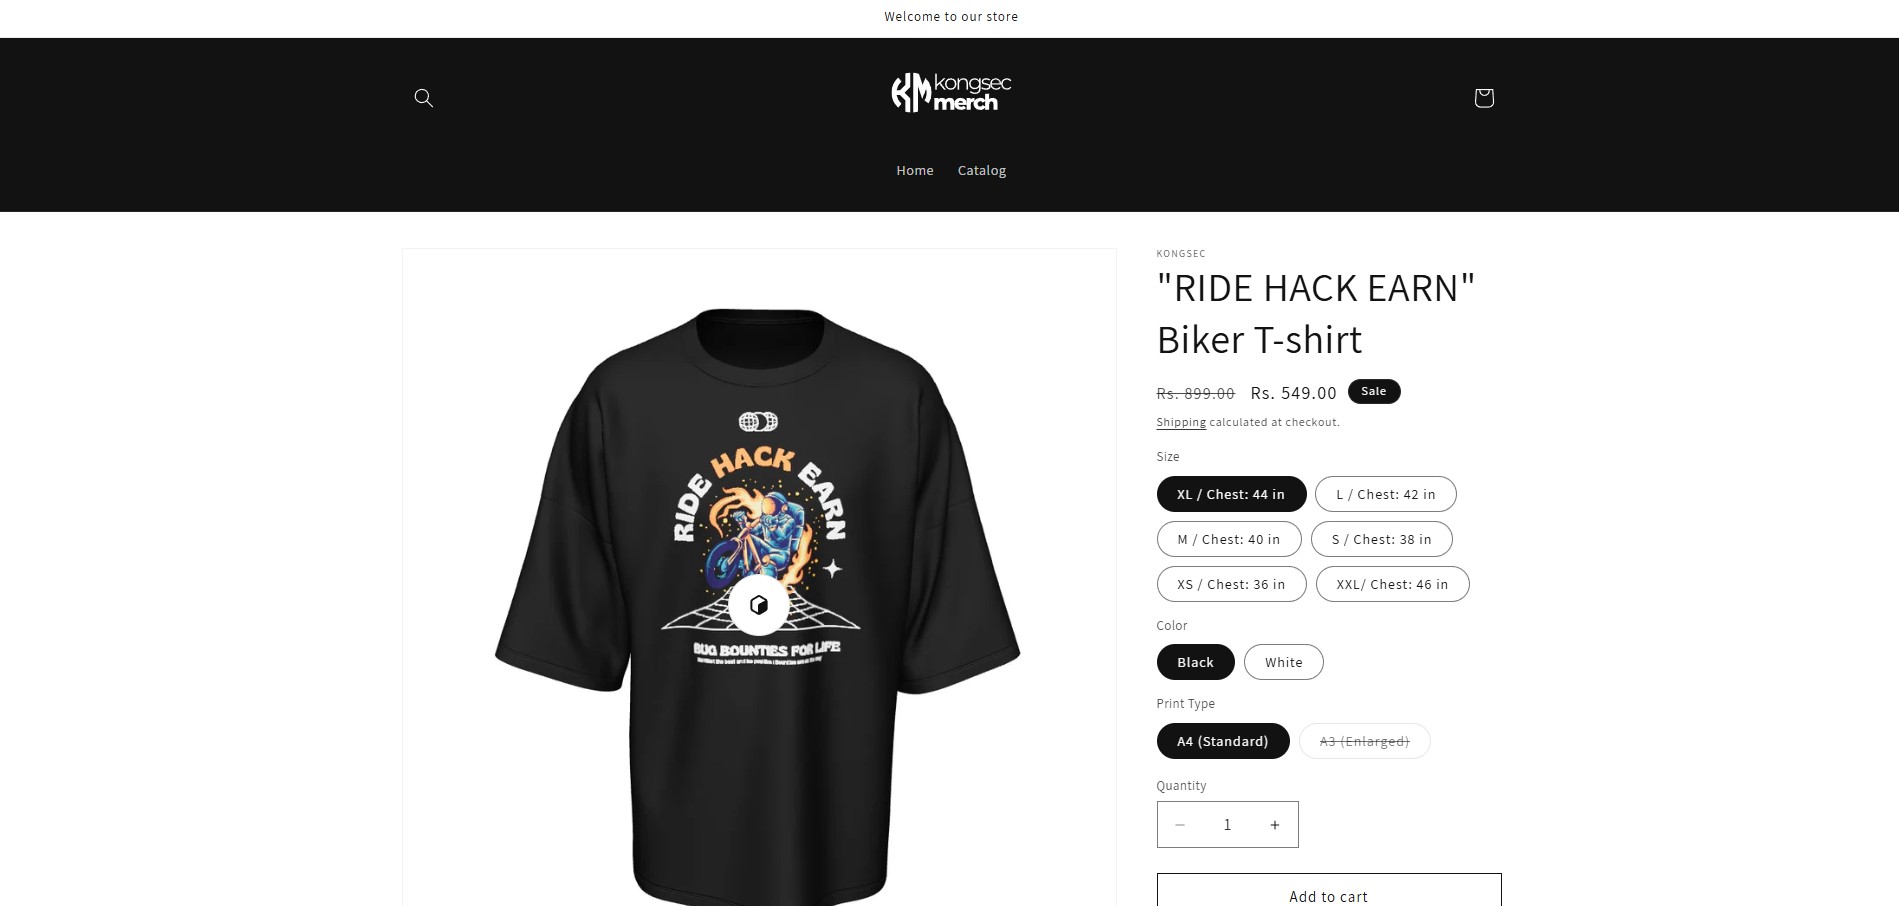 Welcome to our store
KM kongsec
merch
Home Catalog
KONGSEC
"RIDE HACK EARN"
Biker T-shirt
Rs. 899.00 Rs. 549.00 Sale
Shipping calculated at checkout.
Size
XL / Chest: 44 in L / Chest: 42 in
M / Chest: 40 in S / Chest: 38 in
XS / Chest: 36 in XXL/ Chest: 46 in
Color
Black White
Print Type
A4 (Standard) A3 (Enlarged)
Quantity
1
Add to cart
RIDE HACK EARN
BUG BOUNTIES FOR LIFE